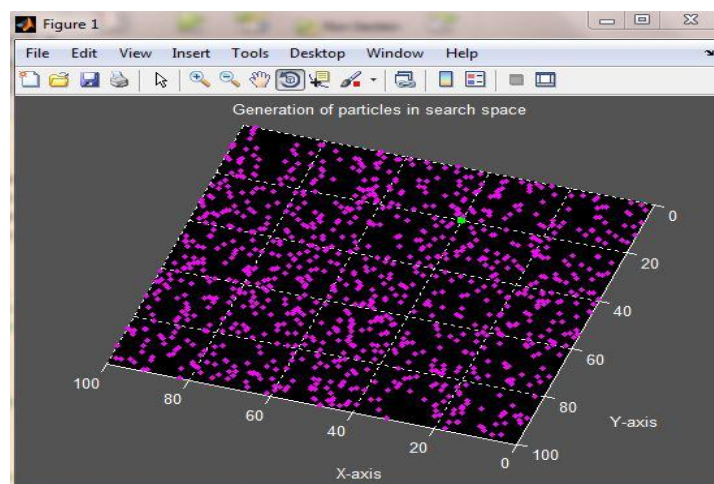 Figure 1
File Edit View Insert Tools Desktop Window Help
Generation of particles in search space
0
20
40
60
80
100
Y-axis
100
80
60
40
20
0
X-axis